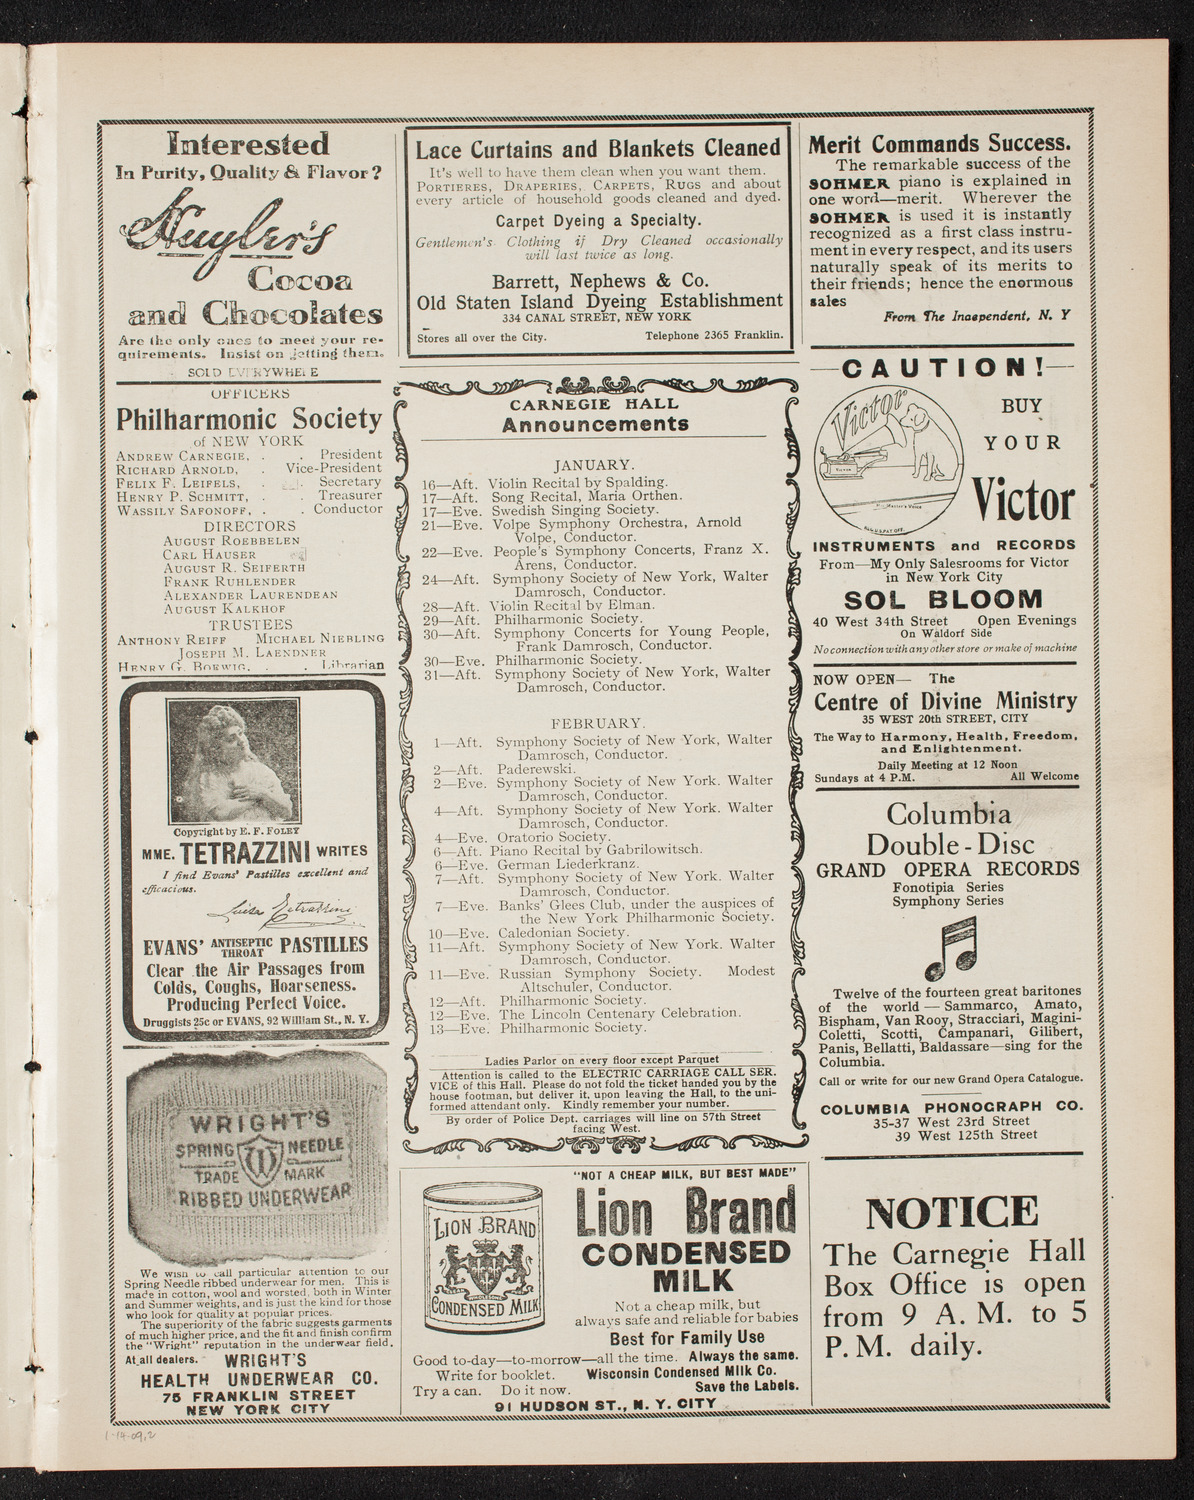 Interested
In Purity, Quality & Flavor?
Huyler's
Cocoa
and Chocolates
Are the only ones to meet your re-
quirements. Insist on getting them.
SOLD EVERYWHERE
OFFICERS
Philharmonic Society
of NEW YORK
ANDREW CARNEGIE, . . President
RICHARD ARNOLD, . Vice-President
FELIX F. LEIFELS, . . Secretary
HENRY P. SCHMITT, . . Treasurer
WASSILY SAFONOFF, . . Conductor
DIRECTORS
AUGUST ROEBBELEN
CARL HAUSER
AUGUST R. SEIFERTH
FRANK RUHLENDER
ALEXANDER LAURENDEAN
AUGUST KALKHOF
TRUSTEES
ANTHONY REIFF MICHAEL NIEBLING
JOSEPH M. LAENDNER
HENRY G. BOEWIG, . . Librarian
Copyright by E. F. FOLEY
MME. TETRAZZINI WRITES
I find Evans' Pastilles excellent and
efficacious.
Luisa Tetrazzini
EVANS' ANTISEPTIC THROAT PASTILLES
Clear the Air Passages from
Colds, Coughs, Hoarseness.
Producing Perfect Voice.
Druggists 25c or EVANS, 92 William St., N. Y.
WRIGHT'S
SPRING NEEDLE
W
TRADE MARK
RIBBED UNDERWEAR
We wish to call particular attention to our
Spring Needle ribbed underwear for men. This is
made in cotton, wool and worsted, both in Winter
and Summer weights, and is just the kind for those
who look for quality at popular prices.
The superiority of the fabric suggests garments
of much higher price, and the fit and finish confirm
the "Wright" reputation in the underwear field.
At all dealers. WRIGHT'S
HEALTH UNDERWEAR CO.
75 FRANKLIN STREET
NEW YORK CITY
Lace Curtains and Blankets Cleaned
It's well to have them clean when you want them.
PORTIERES, DRAPERIES, CARPETS, RUGS and about
every article of household goods cleaned and dyed.
Carpet Dyeing a Specialty.
Gentlemen's Clothing if Dry Cleaned occasionally
will last twice as long.
Barrett, Nephews & Co.
Old Staten Island Dyeing Establishment
334 CANAL STREET, NEW YORK
Stores all over the City. Telephone 2365 Franklin.
CARNEGIE HALL
Announcements
JANUARY.
16—Aft. Violin Recital by Spalding.
17—Aft. Song Recital, Maria Orthen.
17—Eve. Swedish Singing Society.
21—Eve. Volpe Symphony Orchestra, Arnold
Volpe, Conductor.
22—Eve. People's Symphony Concerts, Franz X.
Arens, Conductor.
24—Aft. Symphony Society of New York, Walter
Damrosch, Conductor.
28—Aft. Violin Recital by Elman.
29—Aft. Philharmonic Society.
30—Aft. Symphony Concerts for Young People,
Frank Damrosch, Conductor.
30—Eve. Philharmonic Society.
31—Aft. Symphony Society of New York, Walter
Damrosch, Conductor.
FEBRUARY.
1—Aft. Symphony Society of New York, Walter
Damrosch, Conductor.
2—Aft. Paderewski.
2—Eve. Symphony Society of New York. Walter
Damrosch, Conductor.
4—Aft. Symphony Society of New York. Walter
Damrosch, Conductor.
4—Eve. Oratorio Society.
6—Aft. Piano Recital by Gabrilowitsch.
6—Eve. German Liederkranz.
7—Aft. Symphony Society of New York. Walter
Damrosch, Conductor.
7—Eve. Banks' Glees Club, under the auspices of
the New York Philharmonic Society.
10—Eve. Caledonian Society.
11—Aft. Symphony Society of New York. Walter
Damrosch, Conductor.
11—Eve. Russian Symphony Society. Modest
Altschuler, Conductor.
12—Aft. Philharmonic Society.
12—Eve. The Lincoln Centenary Celebration.
13—Eve. Philharmonic Society.
Ladies Parlor on every floor except Parquet
Attention is called to the ELECTRIC CARRIAGE CALL SER.
VICE of this Hall. Please do not fold the ticket handed you by the
house footman, but deliver it, upon leaving the Hall, to the uni-
formed attendant only. Kindly remember your number.
By order of Police Dept. carriages will line on 57th Street
facing West.
LION BRAND
CONDENSED MILK
"NOT A CHEAP MILK, BUT BEST MADE"
Lion Brand
CONDENSED
MILK
Not a cheap milk, but
always safe and reliable for babies
Best for Family Use
Good to-day—to-morrow—all the time. Always the same.
Write for booklet. Wisconsin Condensed Milk Co.
Try a can. Do it now. Save the Labels.
91 HUDSON ST., N. Y. CITY
Merit Commands Success.
The remarkable success of the
SOHMER piano is explained in
one word—merit. Wherever the
SOHMER is used it is instantly
recognized as a first class instru-
ment in every respect, and its users
naturally speak of its merits to
their friends; hence the enormous
sales
From The Independent, N. Y
CAUTION!
Victor
His Master's Voice
REG. U.S. PAT. OFF.
BUY
YOUR
Victor
INSTRUMENTS and RECORDS
From—My Only Salesrooms for Victor
in New York City
SOL BLOOM
40 West 34th Street Open Evenings
On Waldorf Side
No connection with any other store or make of machine
NOW OPEN— The
Centre of Divine Ministry
35 WEST 20th STREET, CITY
The Way to Harmony, Health, Freedom,
and Enlightenment.
Daily Meeting at 12 Noon
Sundays at 4 P.M. All Welcome
Columbia
Double-Disc
GRAND OPERA RECORDS
Fonotipia Series
Symphony Series
Twelve of the fourteen great baritones
of the world — Sammarco, Amato,
Bispham, Van Rooy, Stracciari, Magini-
Coletti, Scotti, Campanari, Gilibert,
Panis, Bellatti, Baldassare—sing for the
Columbia.
Call or write for our new Grand Opera Catalogue.
COLUMBIA PHONOGRAPH CO.
35-37 West 23rd Street
39 West 125th Street
NOTICE
The Carnegie Hall
Box Office is open
from 9 A. M. to 5
P. M. daily.
1-14-09,2